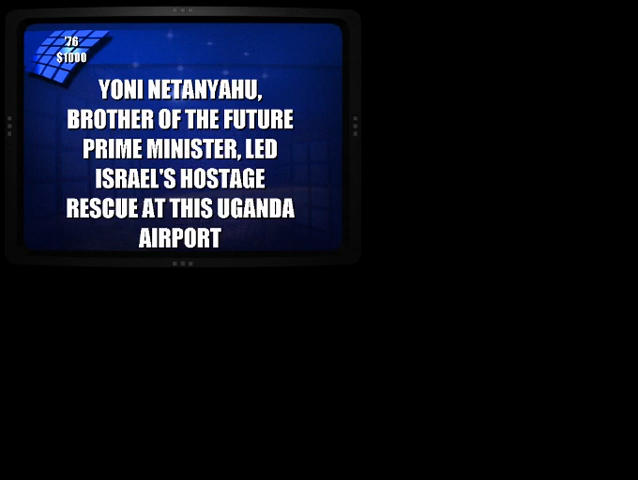 '76
$1000
YONI NETANYAHU,
BROTHER OF THE FUTURE
PRIME MINISTER, LED
ISRAEL'S HOSTAGE
RESCUE AT THIS UGANDA
AIRPORT